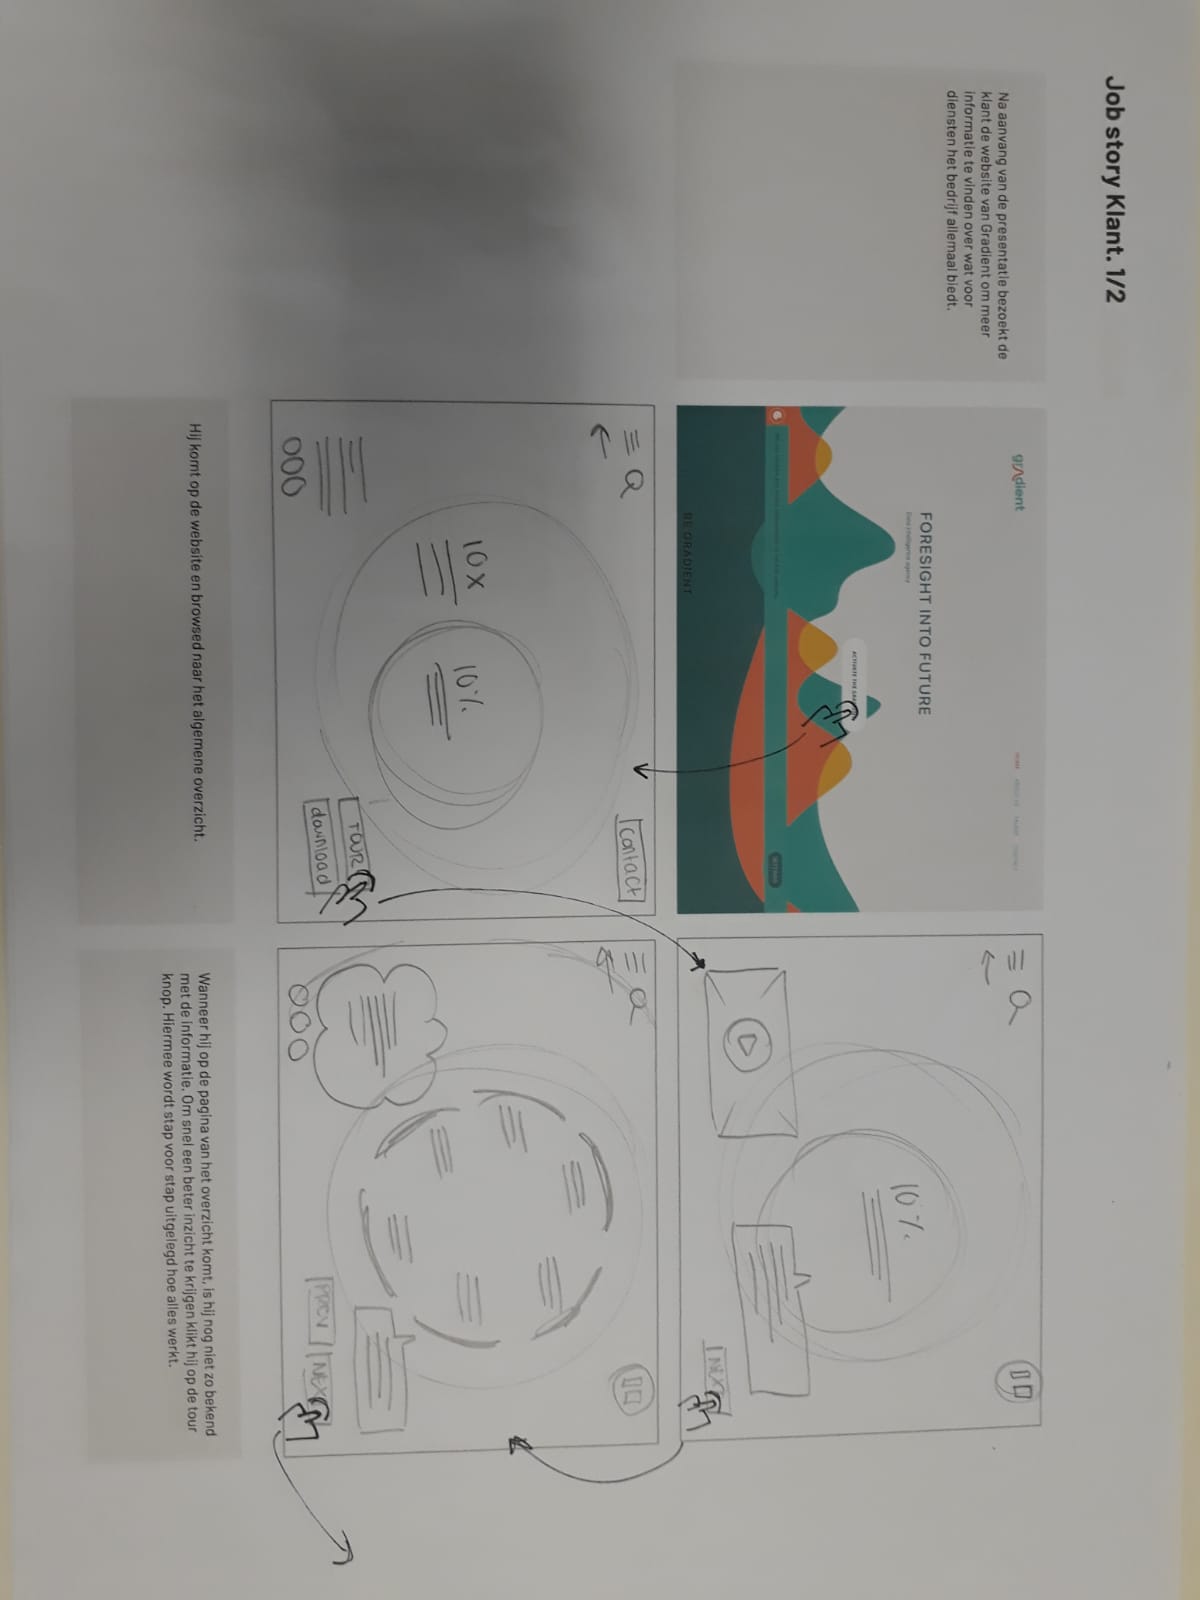 Job story Klant. 1/2
Na aanvang van de presentatie bezoekt de
klant de website van Gradient om meer
informatie te vinden over wat voor
diensten het bedrijf allemaal biedt.
gradient
FORESIGHT INTO FUTURE
Data intelligence agency
ACTIVATE THE
BE GRADIENT
contact
10x
10%
TOUR
download
Hij komt op de website en browsed naar het algemene overzicht.
10%
NEXT
PREV
NEXT
Wanneer hij op de pagina van het overzicht komt, is hij nog niet zo bekend
met de informatie. Om snel een beter inzicht te krijgen klikt hij op de tour
knop. Hiermee wordt stap voor stap uitgelegd hoe alles werkt.